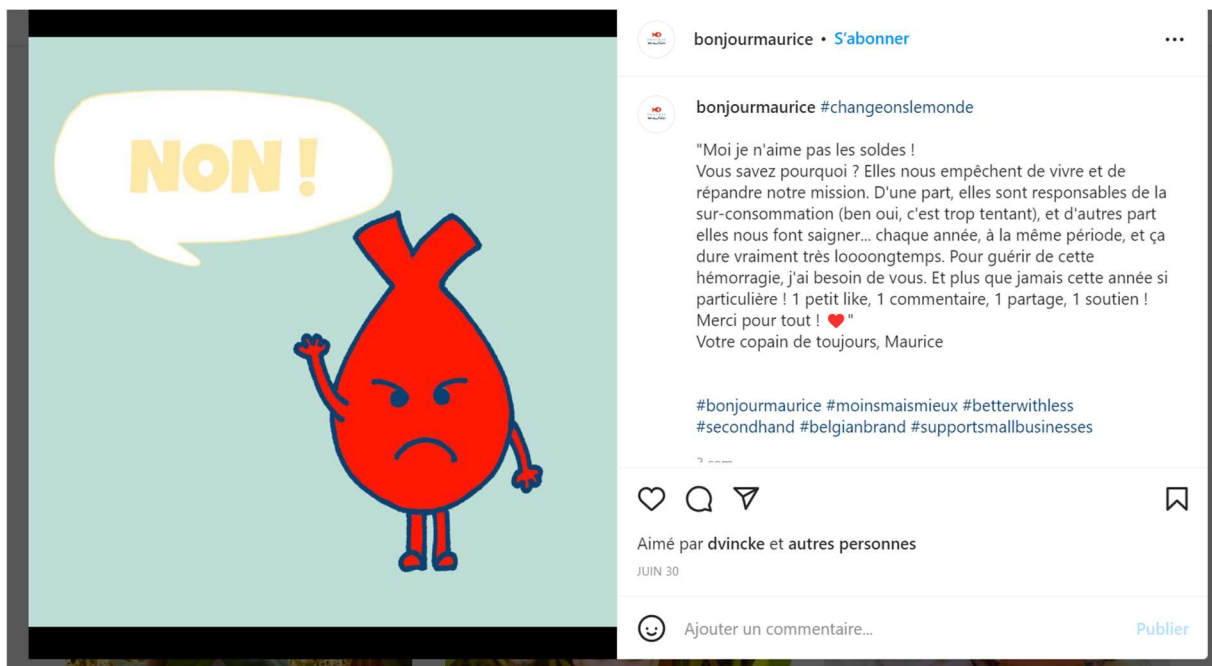 NON !
bonjourmaurice • S'abonner
bonjourmaurice #changeonslemonde
"Moi je n'aime pas les soldes !
Vous savez pourquoi ? Elles nous empêchent de vivre et de
répandre notre mission. D'une part, elles sont responsables de la
sur-consommation (ben oui, c'est trop tentant), et d'autres part
elles nous font saigner... chaque année, à la même période, et ça
dure vraiment très loooongtemps. Pour guérir de cette
hémorragie, j'ai besoin de vous. Et plus que jamais cette année si
particulière ! 1 petit like, 1 commentaire, 1 partage, 1 soutien !
Merci pour tout ! ❤️"
Votre copain de toujours, Maurice
#bonjourmaurice #moinsmaismieux #betterwithless
#secondhand #belgianbrand #supportsmallbusinesses
Aimé par dvincke et autres personnes
JUIN 30
Ajouter un commentaire...
Publier